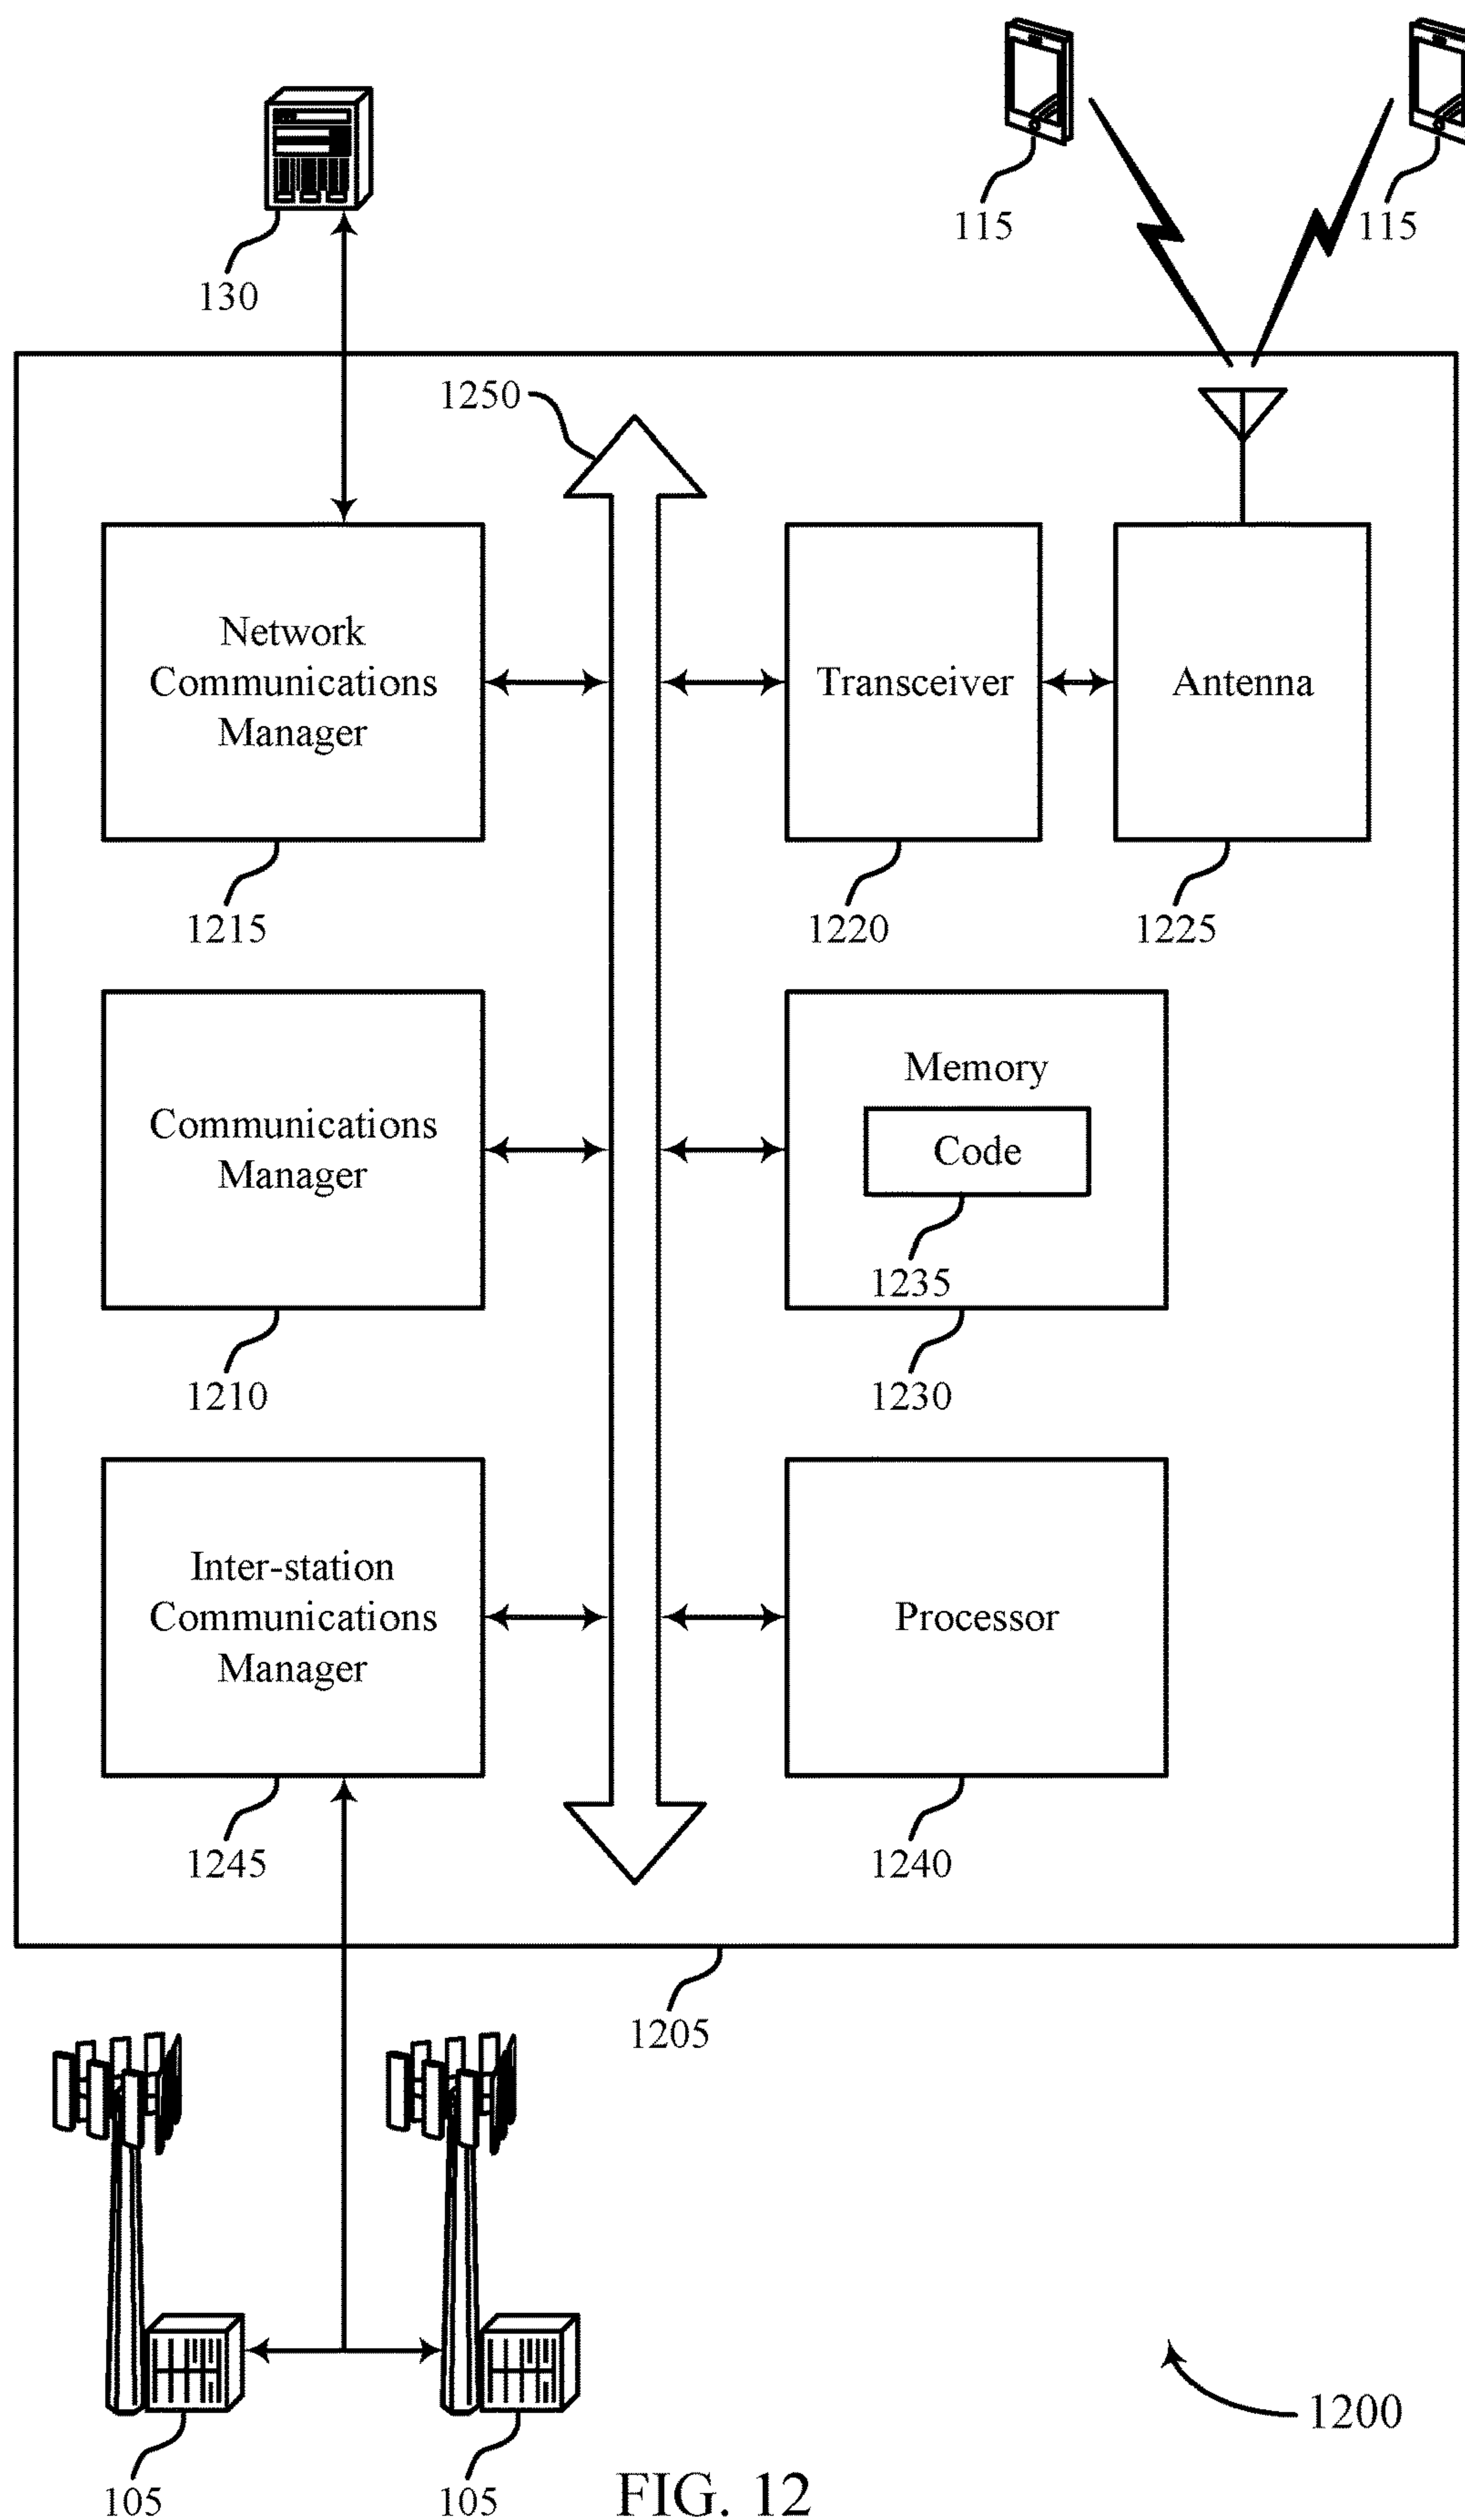 115
115
130
1250
Network
Communications
Manager
Transceiver
Antenna
1215
1220
1225
Communications
Manager
Memory
Code
1235
1210
1230
Inter-station
Communications
Manager
Processor
1245
1240
1205
1200
105
105
FIG. 12